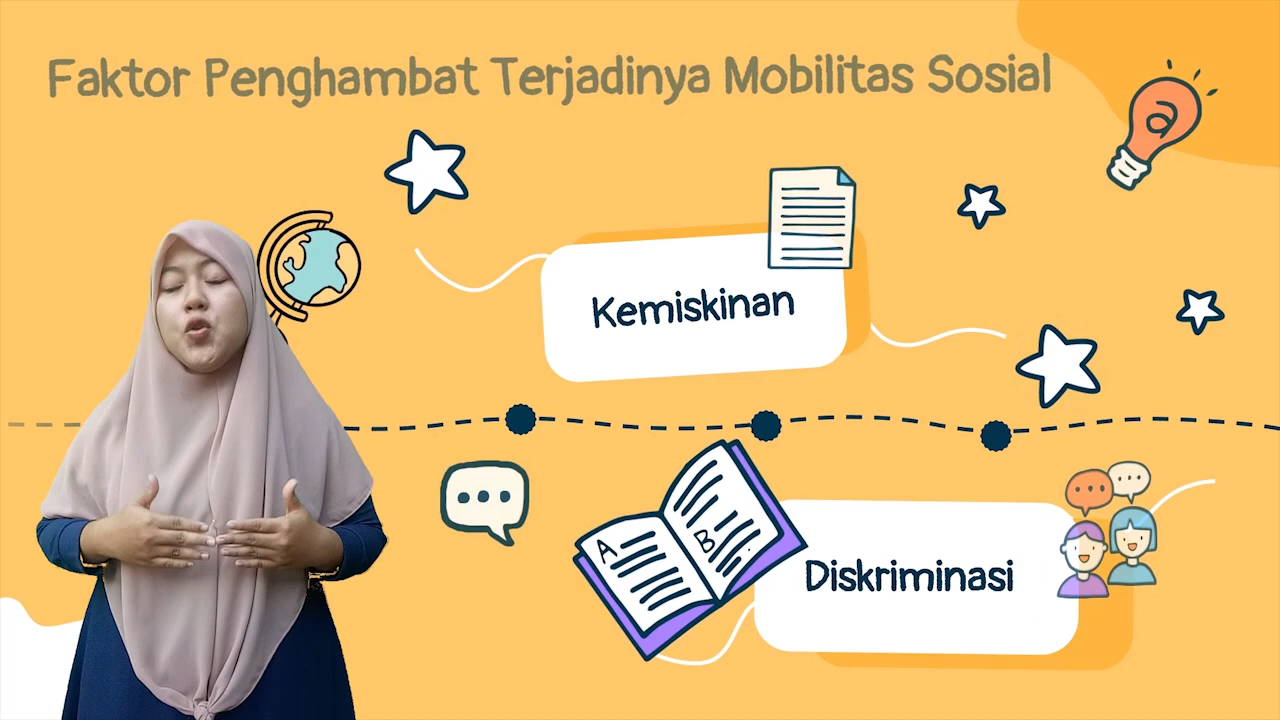 Faktor Penghambat Terjadinya Mobilitas Sosial
a
Kemiskinan
A
B
Diskriminasi